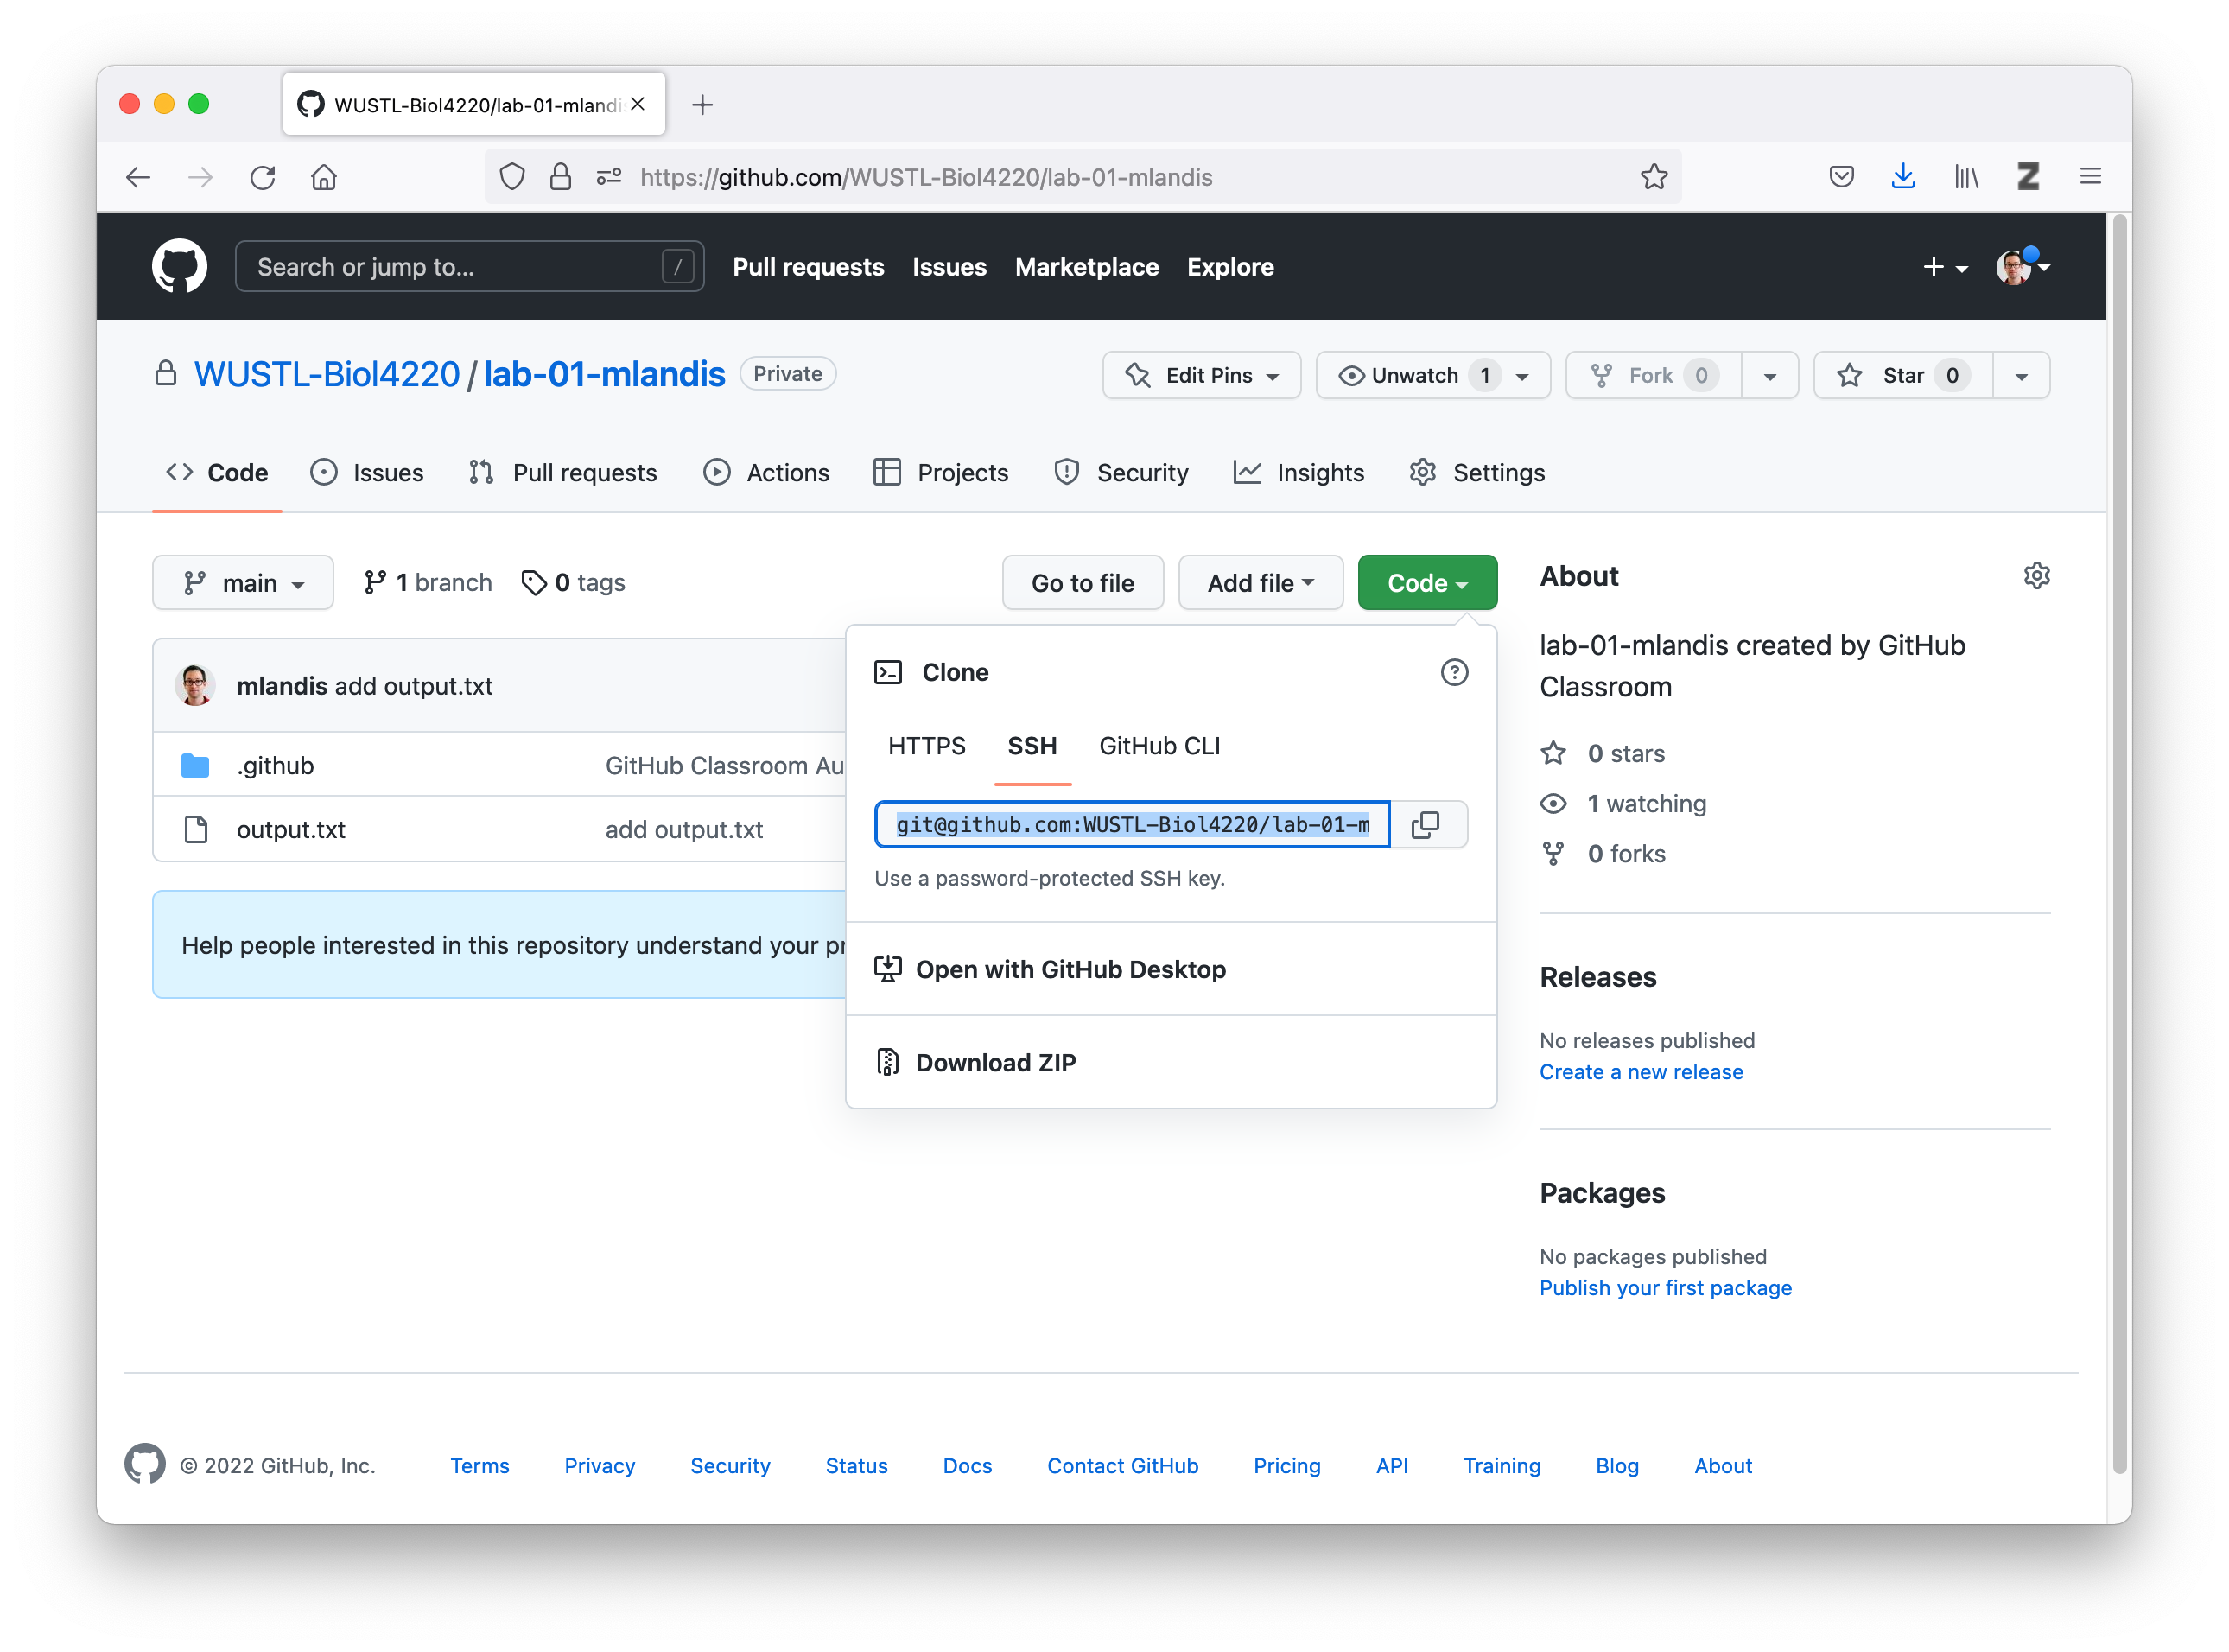 WUSTL-Biol4220/lab-01-mlandi
https://github.com/WUSTL-Biol4220/lab-01-mlandis
Z
Search or jump to... /
Pull requests Issues Marketplace Explore
WUSTL-Biol4220 / lab-01-mlandis Private
Edit Pins Unwatch 1 Fork 0 Star 0
Code Issues Pull requests Actions Projects Security Insights Settings
main 1 branch 0 tags
Go to file Add file Code
mlandis add output.txt
.github GitHub Classroom Au
output.txt add output.txt
Help people interested in this repository understand your pr
Clone
HTTPS SSH GitHub CLI
git@github.com:WUSTL-Biol4220/lab-01-m
Use a password-protected SSH key.
Open with GitHub Desktop
Download ZIP
About
lab-01-mlandis created by GitHub
Classroom
0 stars
1 watching
0 forks
Releases
No releases published
Create a new release
Packages
No packages published
Publish your first package
© 2022 GitHub, Inc. Terms Privacy Security Status Docs Contact GitHub Pricing API Training Blog About